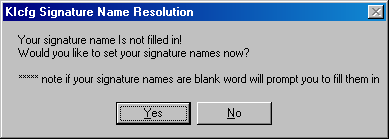 Klcfg Signature Name Resolution
Your signature name Is not filled in!
Would you like to set your signature names now?
***** note if your signature names are blank word will prompt you to fill them in
Yes No